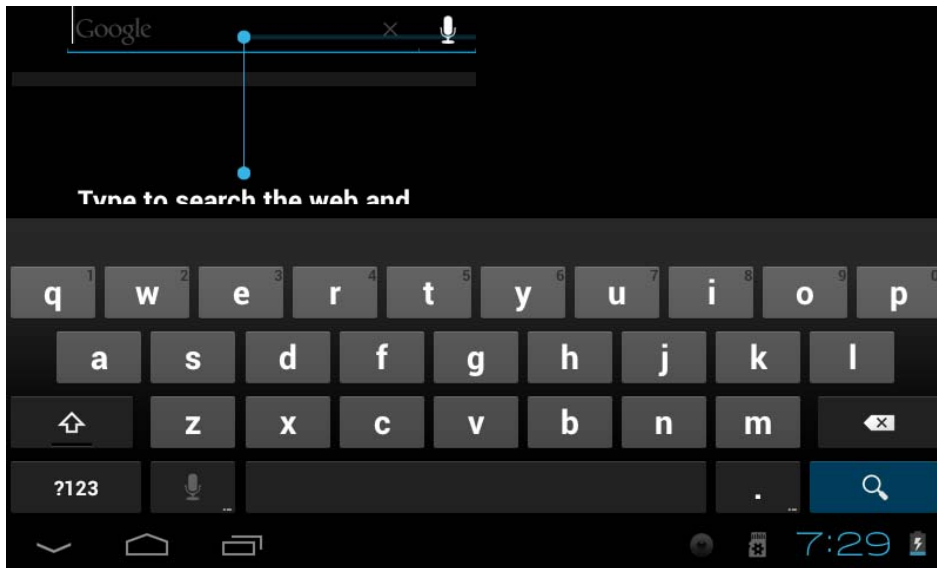 Google
Type to search the web and
1 2 3 4 5 6 7 8 9 0
q w e r t y u i o p
a s d f g h j k l
z x c v b n m
?123 .
7:29